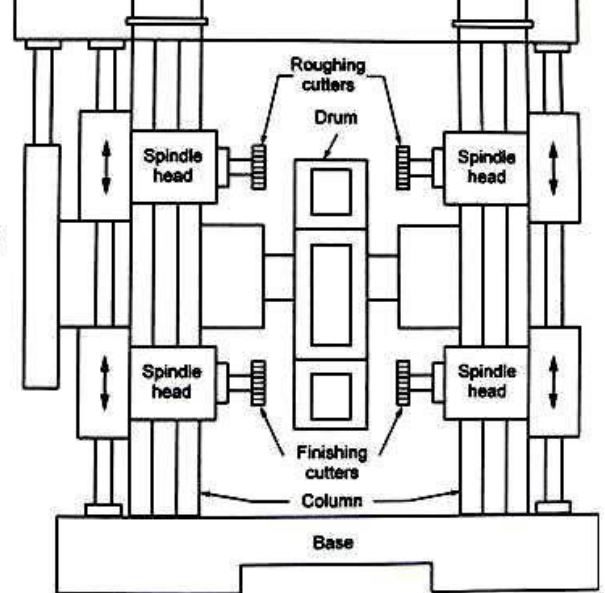 Roughing
cutters
Drum
Spindle
head
Spindle
head
Spindle
head
Spindle
head
Finishing
cutters
Column
Base